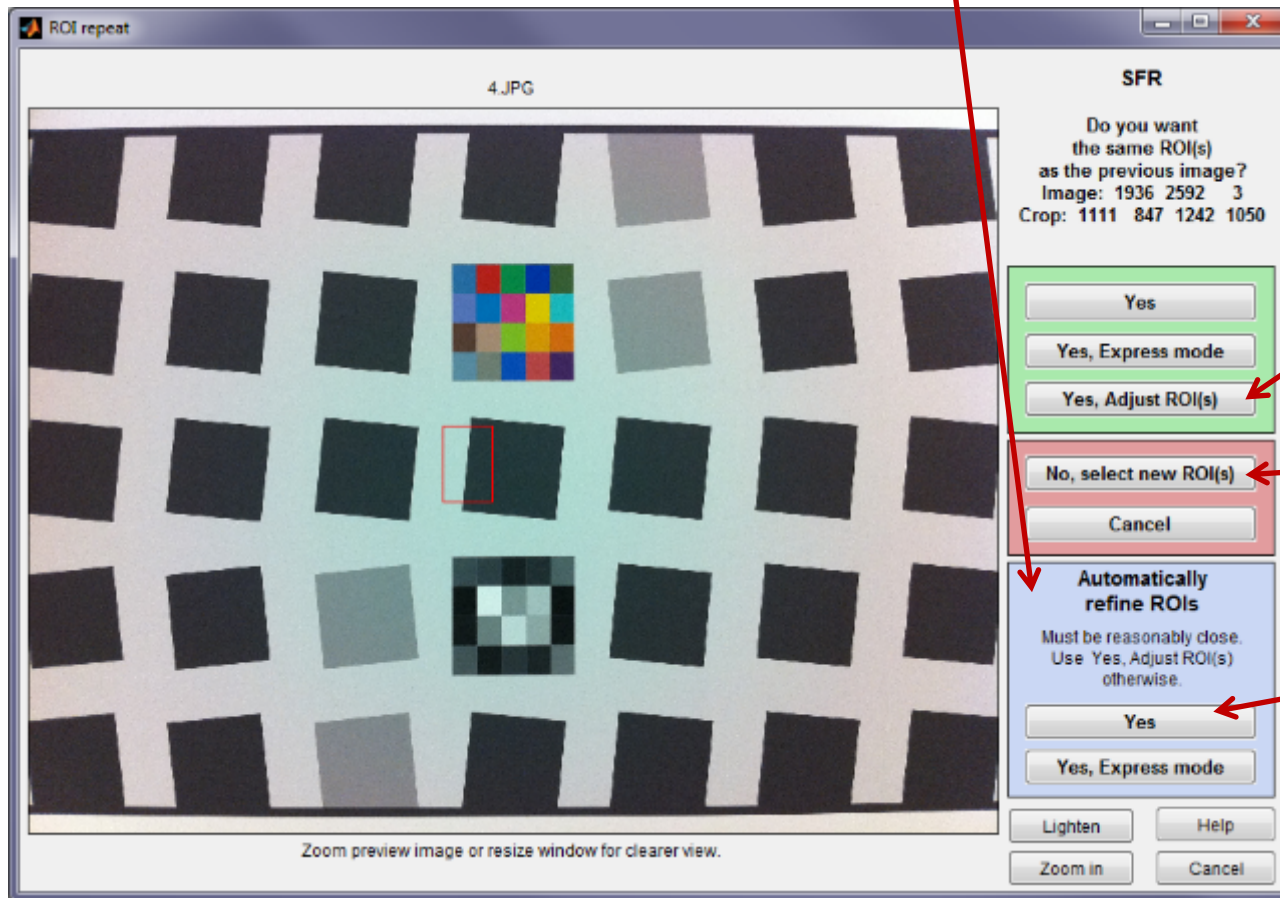 ROI repeat
4.JPG
Zoom preview image or resize window for clearer view.
SFR
Do you want
the same ROI(s)
as the previous image?
Image: 1936 2592 3
Crop: 1111 847 1242 1050
Yes
Yes, Express mode
Yes, Adjust ROI(s)
No, select new ROI(s)
Cancel
Automatically
refine ROIs
Must be reasonably close.
Use Yes, Adjust ROI(s)
otherwise.
Yes
Yes, Express mode
Lighten Help
Zoom in Cancel